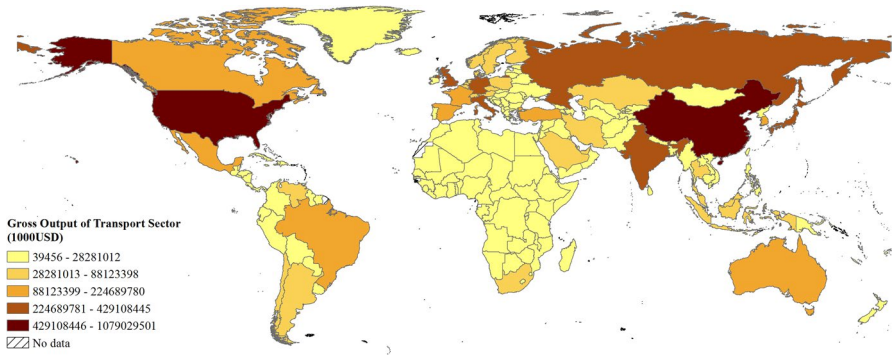 Gross Output of Transport Sector
(1000USD)
39456 - 28281012
28281013 - 88123398
88123399 - 224689780
224689781 - 429108445
429108446 - 1079029501
No data